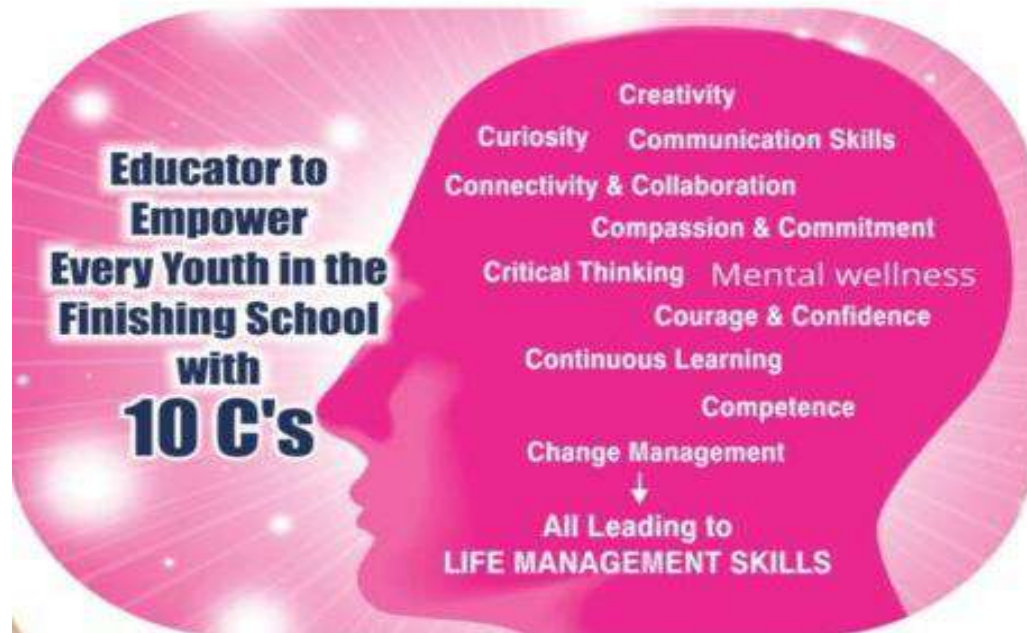 Educator to
Empower
Every Youth in the
Finishing School
with
10 C's
Creativity
Curiosity Communication Skills
Connectivity & Collaboration
Compassion & Commitment
Critical Thinking Mental wellness
Courage & Confidence
Continuous Learning
Competence
Change Management
All Leading to
LIFE MANAGEMENT SKILLS